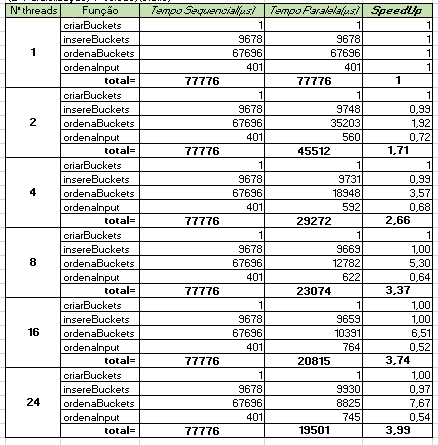 Nº threads Função Tempo Sequencial(µs) Tempo Paralela(µs) SpeedUp
criarBuckets 1 1 1
insereBuckets 9678 9678 1
1 ordenaBuckets 67696 67696 1
ordenaInput 401 401 1
total= 77776 77776 1
criarBuckets 1 1 1
insereBuckets 9678 9748 0,99
2 ordenaBuckets 67696 35203 1,92
ordenaInput 401 560 0,72
total= 77776 45512 1,71
criarBuckets 1 1 1
insereBuckets 9678 9731 0,99
4 ordenaBuckets 67696 18948 3,57
ordenaInput 401 592 0,68
total= 77776 29272 2,66
criarBuckets 1 1 1
insereBuckets 9678 9669 1,00
8 ordenaBuckets 67696 12782 5,30
ordenaInput 401 622 0,64
total= 77776 23074 3,37
criarBuckets 1 1 1,00
insereBuckets 9678 9659 1,00
16 ordenaBuckets 67696 10391 6,51
ordenaInput 401 764 0,52
total= 77776 20815 3,74
criarBuckets 1 1 1,00
insereBuckets 9678 9930 0,97
24 ordenaBuckets 67696 8825 7,67
ordenaInput 401 745 0,54
total= 77776 19501 3,99